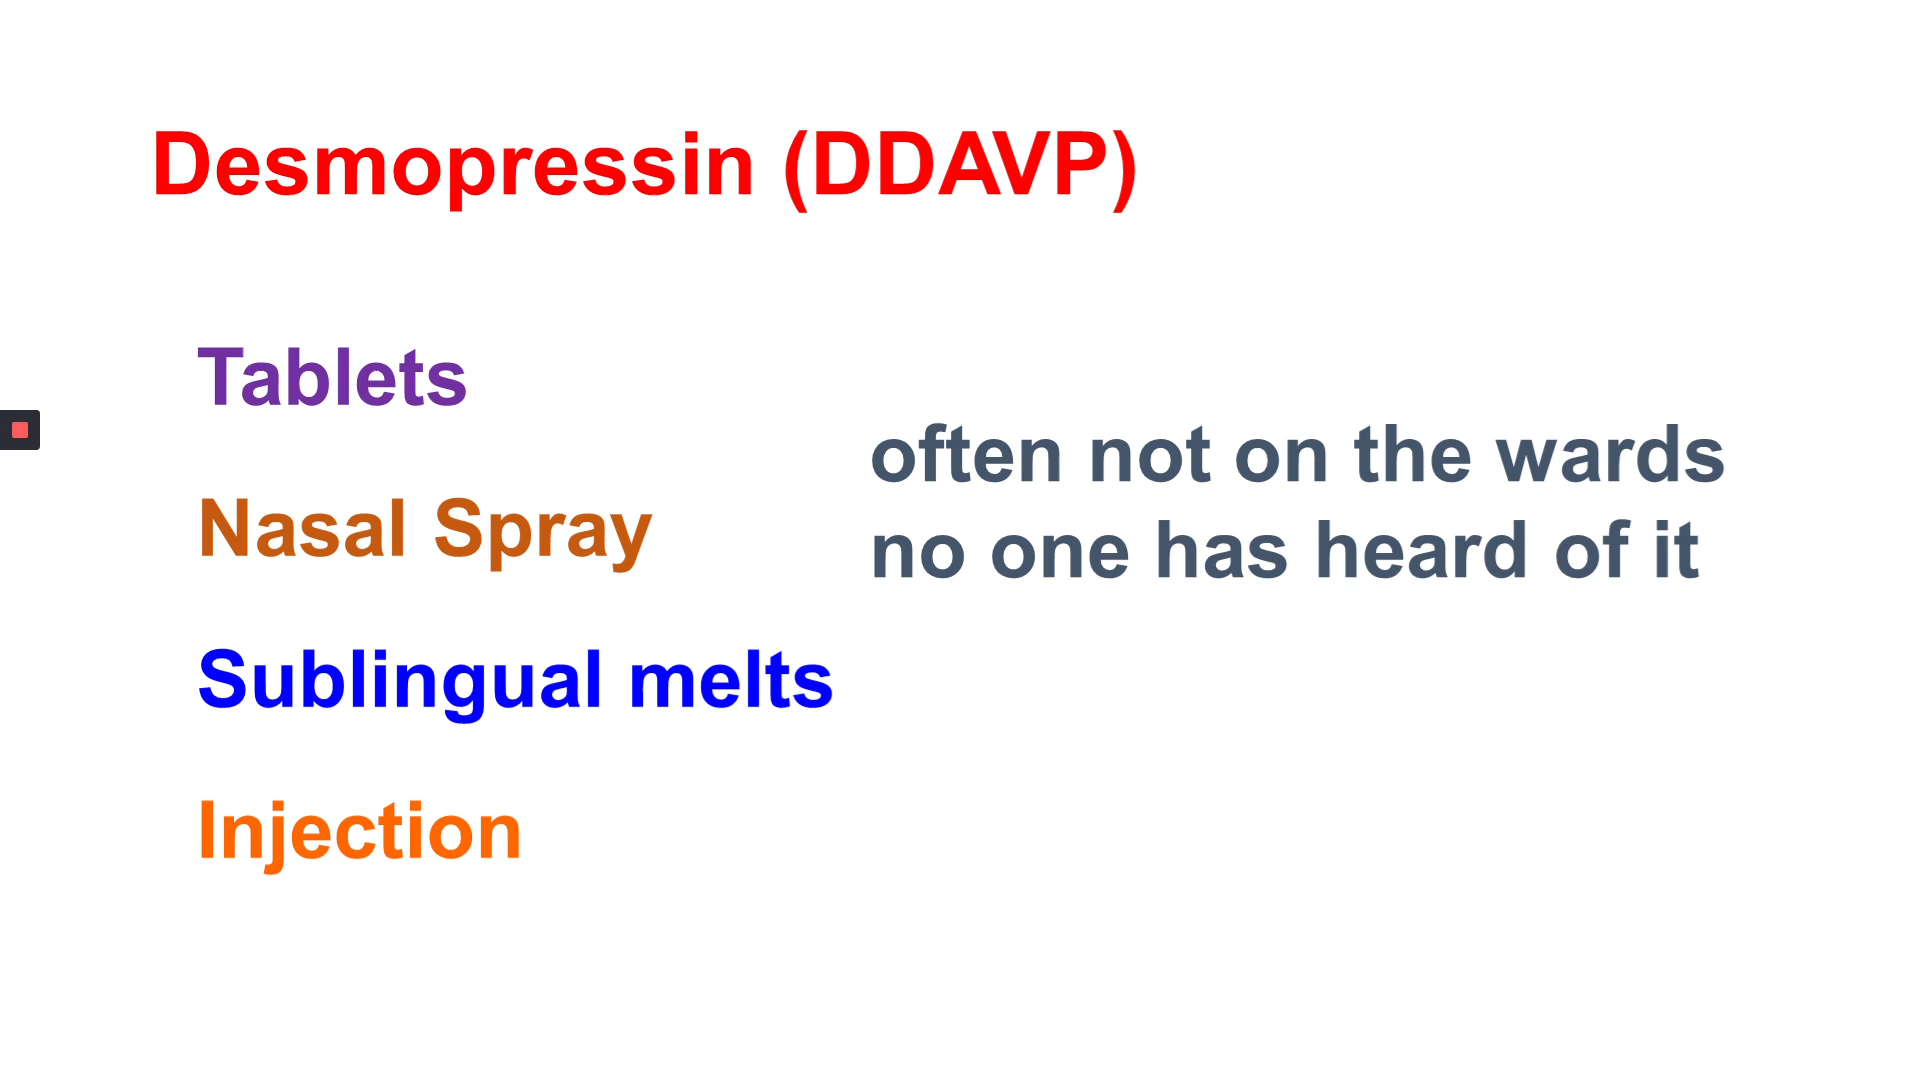 Desmopressin (DDAVP)
Tablets
Nasal Spray
Sublingual melts
Injection
often not on the wards
no one has heard of it